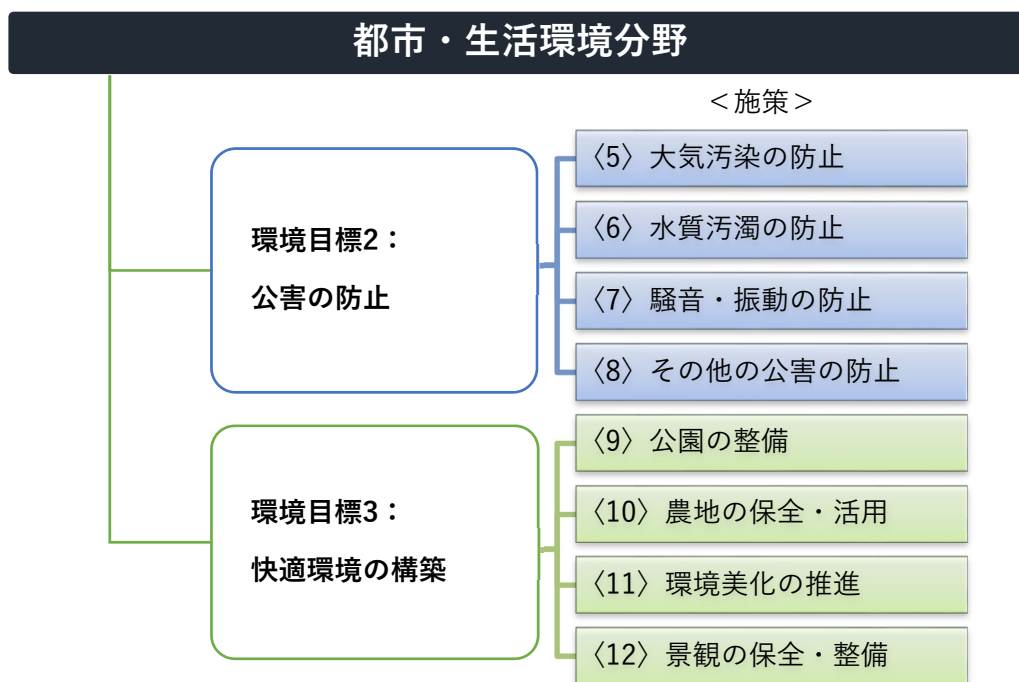 都市・生活環境分野
＜施策＞
環境目標2：
公害の防止
〈5〉大気汚染の防止
〈6〉水質汚濁の防止
〈7〉騒音・振動の防止
〈8〉その他の公害の防止
環境目標3：
快適環境の構築
〈9〉公園の整備
〈10〉農地の保全・活用
〈11〉環境美化の推進
〈12〉景観の保全・整備